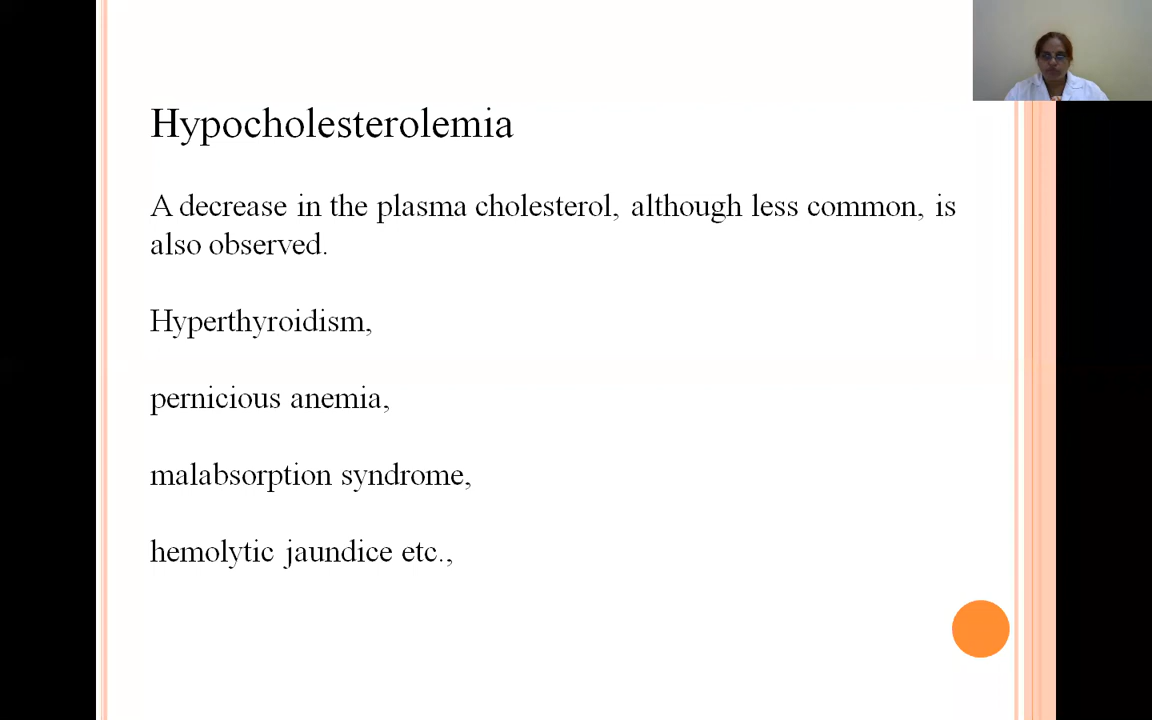 Hypocholesterolemia
A decrease in the plasma cholesterol, although less common, is
also observed.
Hyperthyroidism,
pernicious anemia,
malabsorption syndrome,
hemolytic jaundice etc.,